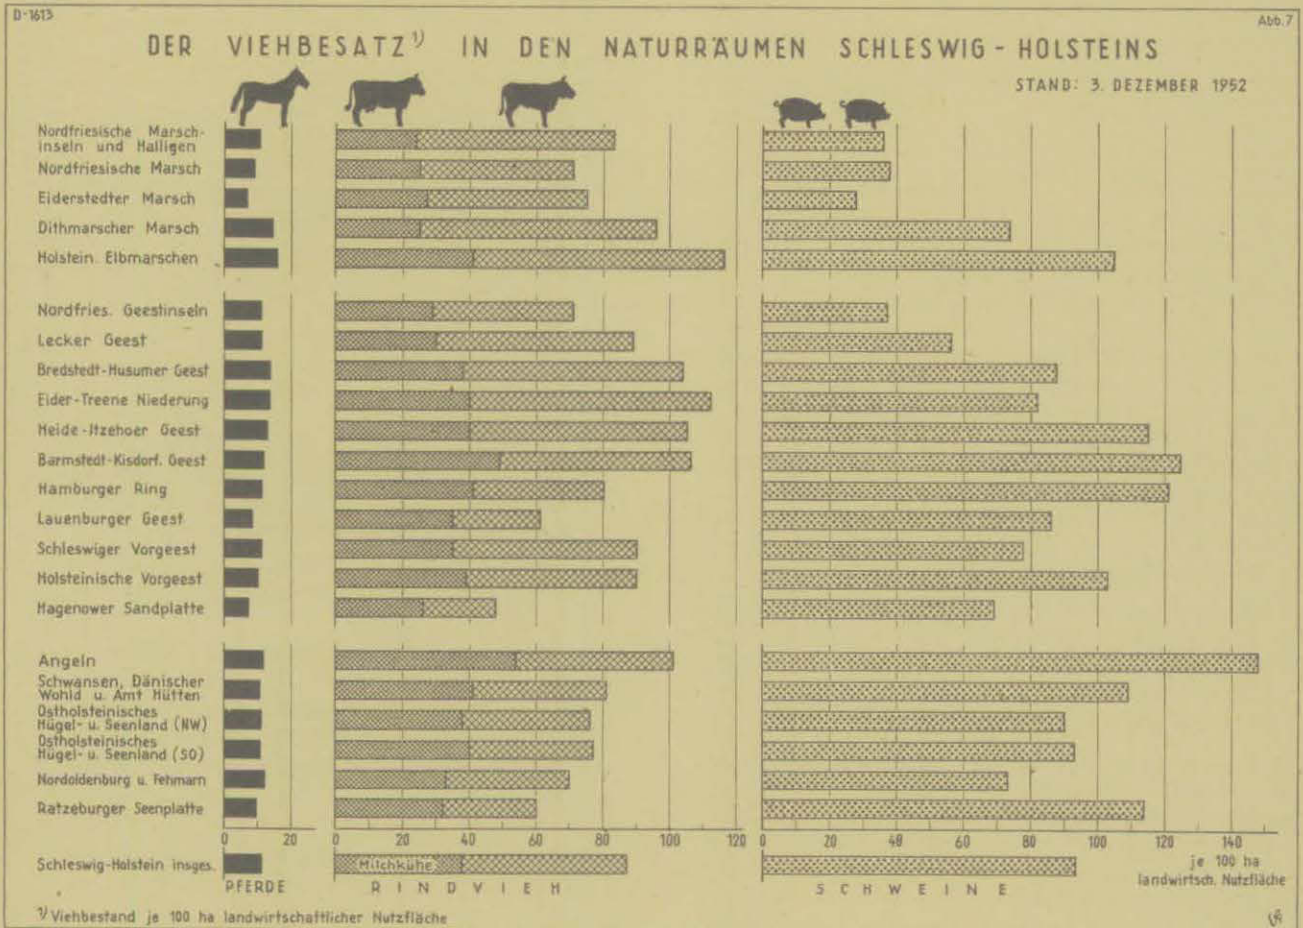 D-1613
Abb.7
DER VIEHBESATZ¹⁾ IN DEN NATURRÄUMEN SCHLESWIG-HOLSTEINS
STAND: 3. DEZEMBER 1952
Nordfriesische Marsch-
inseln und Halligen
Nordfriesische Marsch
Eiderstedter Marsch
Dithmarscher Marsch
Holstein. Elbmarschen
Nordfries. Geestinseln
Lecker Geest
Bredstedt-Husumer Geest
Eider-Treene Niederung
Heide-Itzehoer Geest
Barmstedt-Kisdorf. Geest
Hamburger Ring
Lauenburger Geest
Schleswiger Vorgeest
Holsteinische Vorgeest
Hagenower Sandplatte
Angeln
Schwansen, Dänischer
Wohld u. Amt Hütten
Ostholsteinisches
Hügel- u. Seenland (NW)
Ostholsteinisches
Hügel- u. Seenland (SO)
Nordoldenburg u. Fehmarn
Ratzeburger Seenplatte
0 20 0 20 40 60 80 100 120 0 20 40 60 80 100 120 140
Schleswig-Holstein insges.
Milchkühe
je 100 ha
landwirtsch. Nutzfläche
PFERDE RINDVIEH SCHWEINE
¹⁾ Viehbestand je 100 ha landwirtschaftlicher Nutzfläche